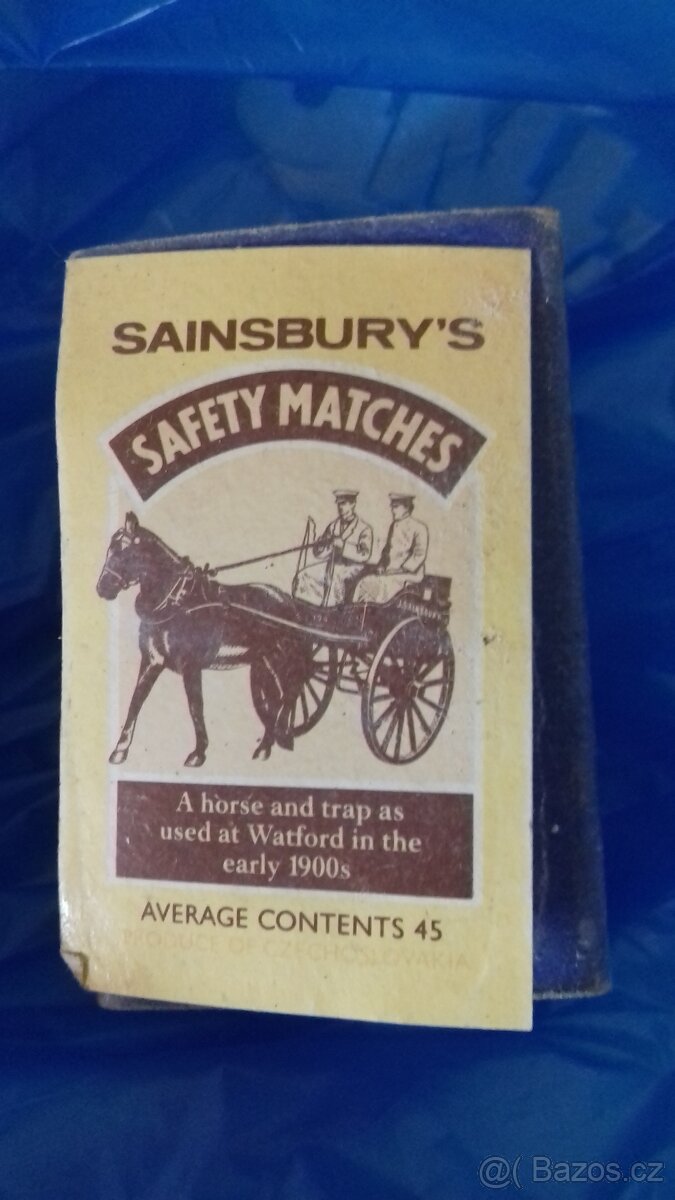 SAINSBURY'S
SAFETY MATCHES
A horse and trap as
used at Watford in the
early 1900s
AVERAGE CONTENTS 45
PRODUCE OF CZECHOSLOVAKIA
@( Bazos.cz